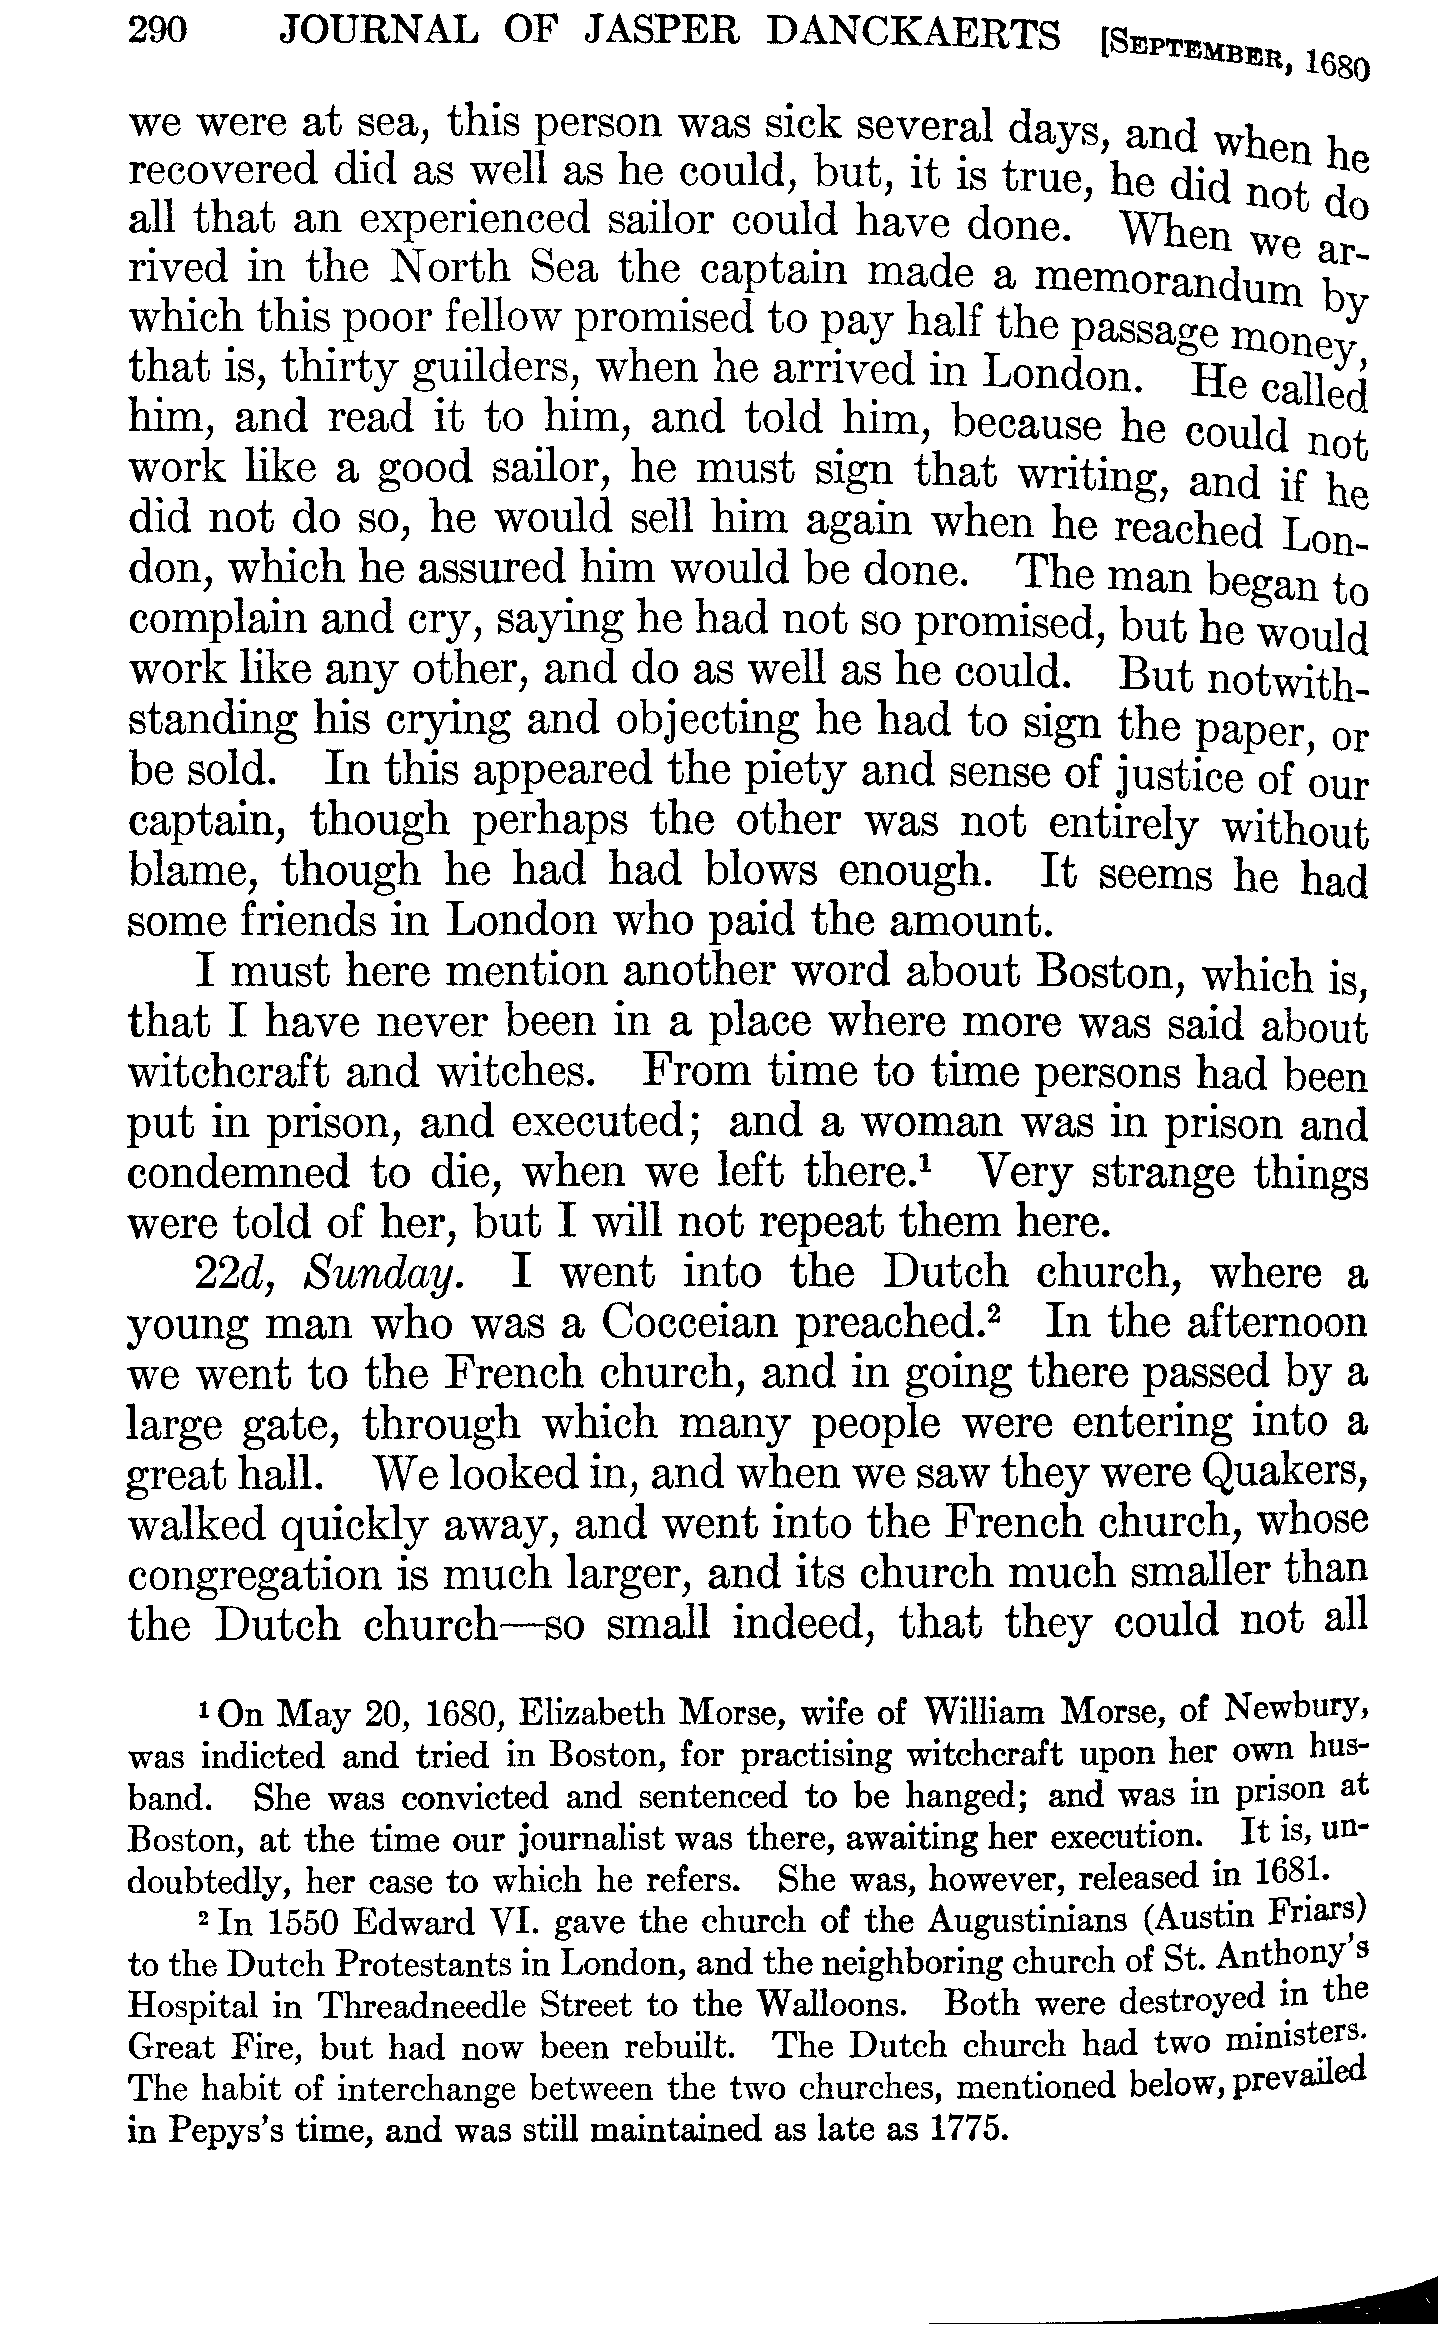 290 JOURNAL OF JASPER DANCKAERTS [SEPTEMBER, 1680
we were at sea, this person was sick several days, and when he
recovered did as well as he could, but, it is true, he did not do
all that an experienced sailor could have done. When we ar-
rived in the North Sea the captain made a memorandum by
which this poor fellow promised to pay half the passage money,
that is, thirty guilders, when he arrived in London. He called
him, and read it to him, and told him, because he could not
work like a good sailor, he must sign that writing, and if he
did not do so, he would sell him again when he reached Lon-
don, which he assured him would be done. The man began to
complain and cry, saying he had not so promised, but he would
work like any other, and do as well as he could. But notwith-
standing his crying and objecting he had to sign the paper, or
be sold. In this appeared the piety and sense of justice of our
captain, though perhaps the other was not entirely without
blame, though he had had blows enough. It seems he had
some friends in London who paid the amount.
I must here mention another word about Boston, which is,
that I have never been in a place where more was said about
witchcraft and witches. From time to time persons had been
put in prison, and executed; and a woman was in prison and
condemned to die, when we left there.¹ Very strange things
were told of her, but I will not repeat them here.
22d, Sunday. I went into the Dutch church, where a
young man who was a Cocceian preached.² In the afternoon
we went to the French church, and in going there passed by a
large gate, through which many people were entering into a
great hall. We looked in, and when we saw they were Quakers,
walked quickly away, and went into the French church, whose
congregation is much larger, and its church much smaller than
the Dutch church—so small indeed, that they could not all
¹ On May 20, 1680, Elizabeth Morse, wife of William Morse, of Newbury,
was indicted and tried in Boston, for practising witchcraft upon her own hus-
band. She was convicted and sentenced to be hanged; and was in prison at
Boston, at the time our journalist was there, awaiting her execution. It is, un-
doubtedly, her case to which he refers. She was, however, released in 1681.
² In 1550 Edward VI. gave the church of the Augustinians (Austin Friars)
to the Dutch Protestants in London, and the neighboring church of St. Anthony's
Hospital in Threadneedle Street to the Walloons. Both were destroyed in the
Great Fire, but had now been rebuilt. The Dutch church had two ministers.
The habit of interchange between the two churches, mentioned below, prevailed
in Pepys's time, and was still maintained as late as 1775.